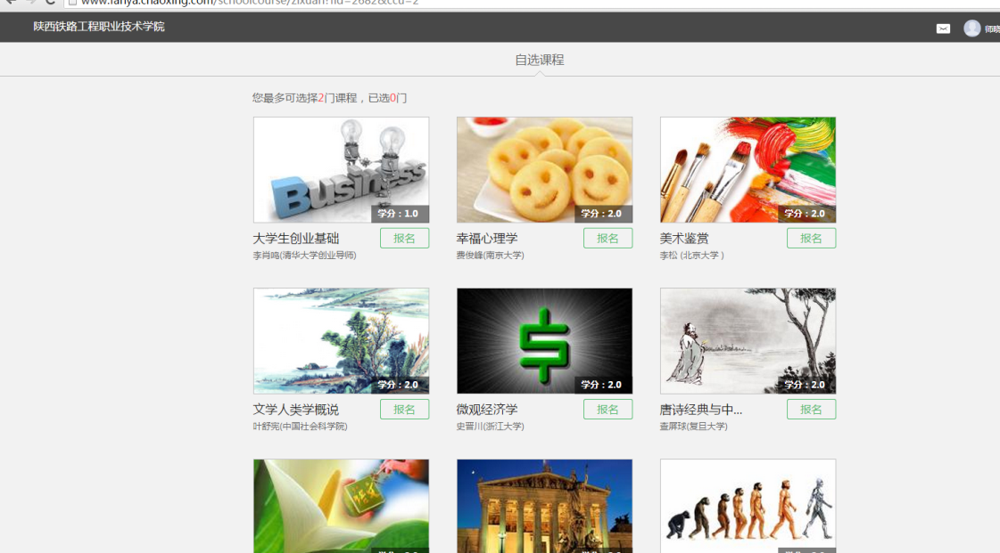 www.fanya.chaoxing.com/schoolcourse/zixuan?fid=2682&ccd=2
陕西铁路工程职业技术学院
自选课程
您最多可选择2门课程，已选0门
Business
学分：1.0
学分：2.0
学分：2.0
大学生创业基础
报名
幸福心理学
报名
美术鉴赏
报名
李肖鸣(清华大学创业导师)
费俊峰(南京大学)
李松 (北京大学 )
学分：2.0
学分：2.0
学分：2.0
文学人类学概说
报名
微观经济学
报名
唐诗经典与中...
报名
叶舒宪(中国社会科学院)
史晋川(浙江大学)
查屏球(复旦大学)